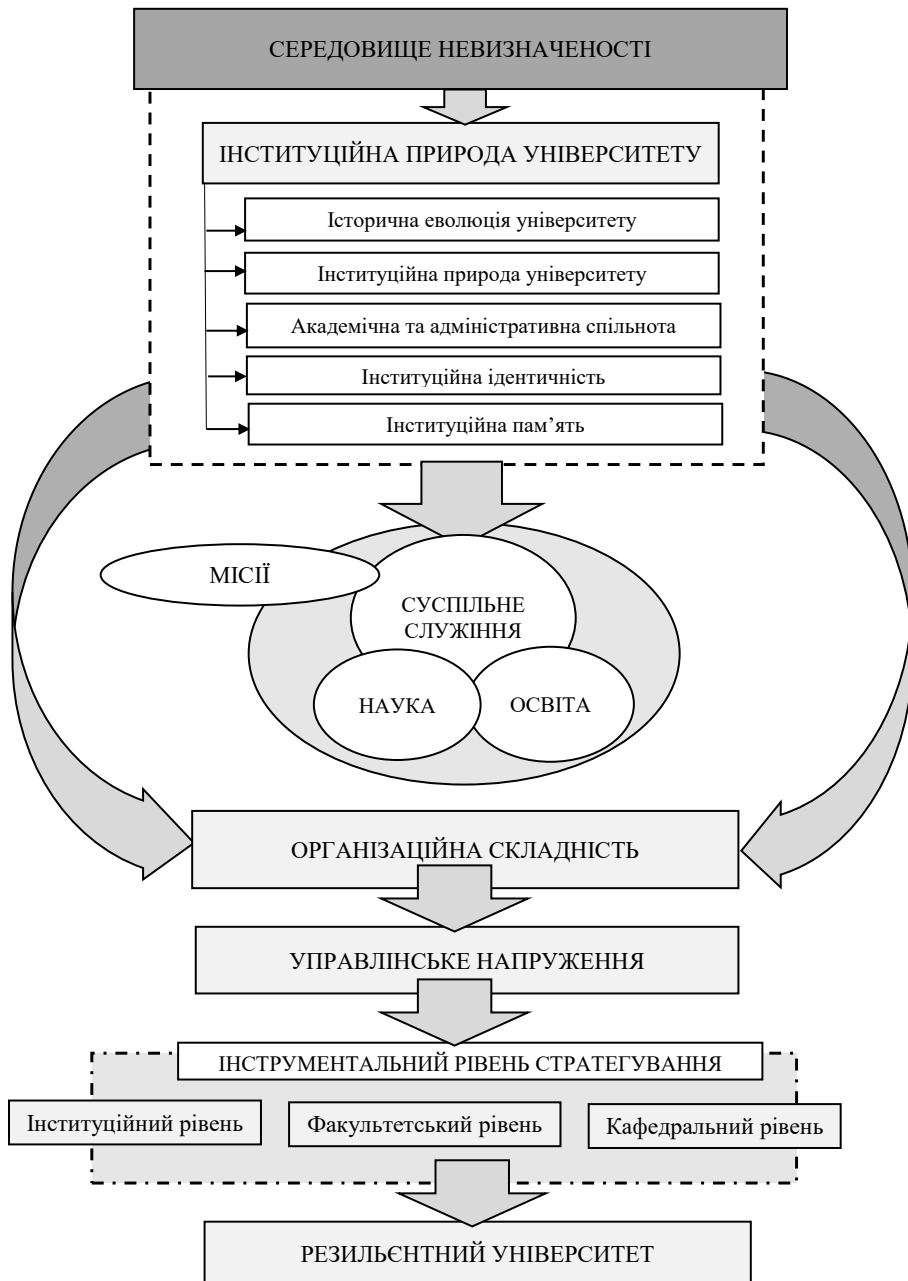 СЕРЕДОВИЩЕ НЕВИЗНАЧЕНОСТІ
ІНСТИТУЦІЙНА ПРИРОДА УНІВЕРСИТЕТУ
Історична еволюція університету
Інституційна природа університету
Академічна та адміністративна спільнота
Інституційна ідентичність
Інституційна пам’ять
МІСІЇ
СУСПІЛЬНЕ
СЛУЖІННЯ
НАУКА
ОСВІТА
ОРГАНІЗАЦІЙНА СКЛАДНІСТЬ
УПРАВЛІНСЬКЕ НАПРУЖЕННЯ
ІНСТРУМЕНТАЛЬНИЙ РІВЕНЬ СТРАТЕГУВАННЯ
Інституційний рівень
Факультетський рівень
Кафедральний рівень
РЕЗИЛЬЄНТНИЙ УНІВЕРСИТЕТ